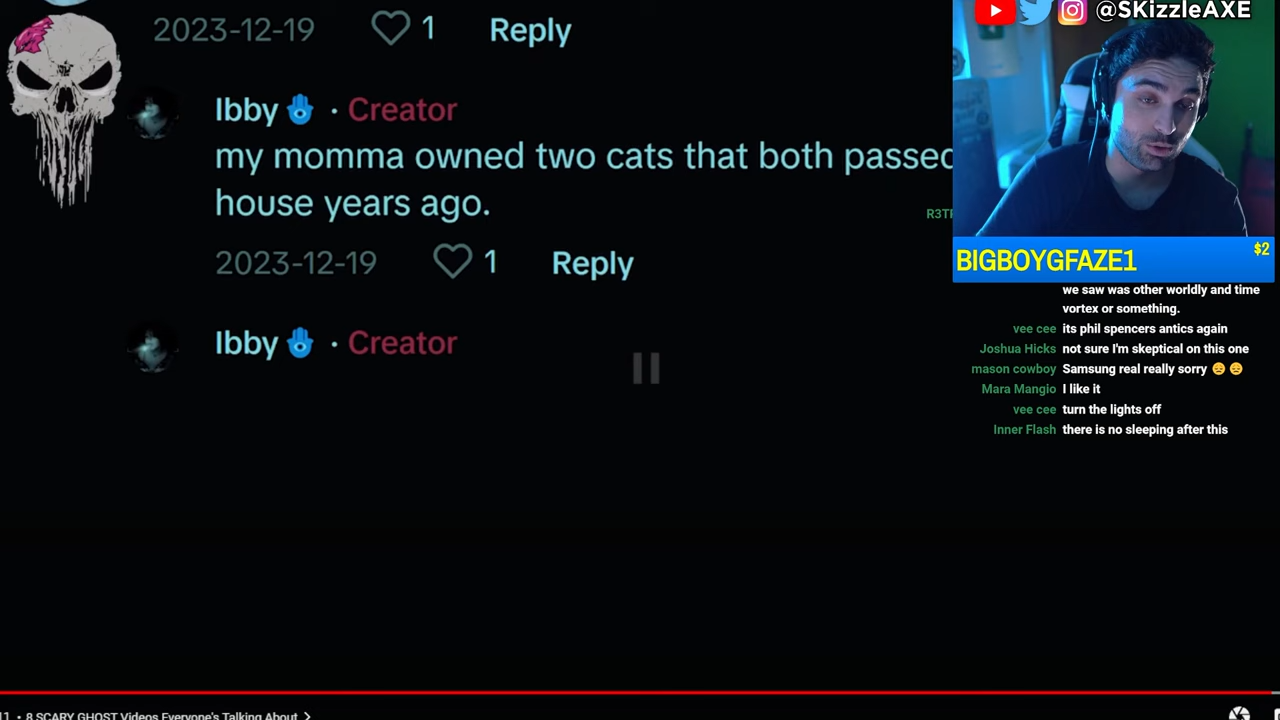 2023-12-19 1 Reply
@SKizzleAXE
Ibby · Creator
my momma owned two cats that both passed
house years ago.
R3TR
2023-12-19 1 Reply
BIGBOYGFAZE1 $2
we saw was other worldly and time
vortex or something.
vee cee its phil spencers antics again
Ibby · Creator
Joshua Hicks not sure I'm skeptical on this one
mason cowboy Samsung real really sorry 😞 😞
Mara Mangio I like it
vee cee turn the lights off
Inner Flash there is no sleeping after this
11 • 8 SCARY GHOST Videos Everyone's Talking About